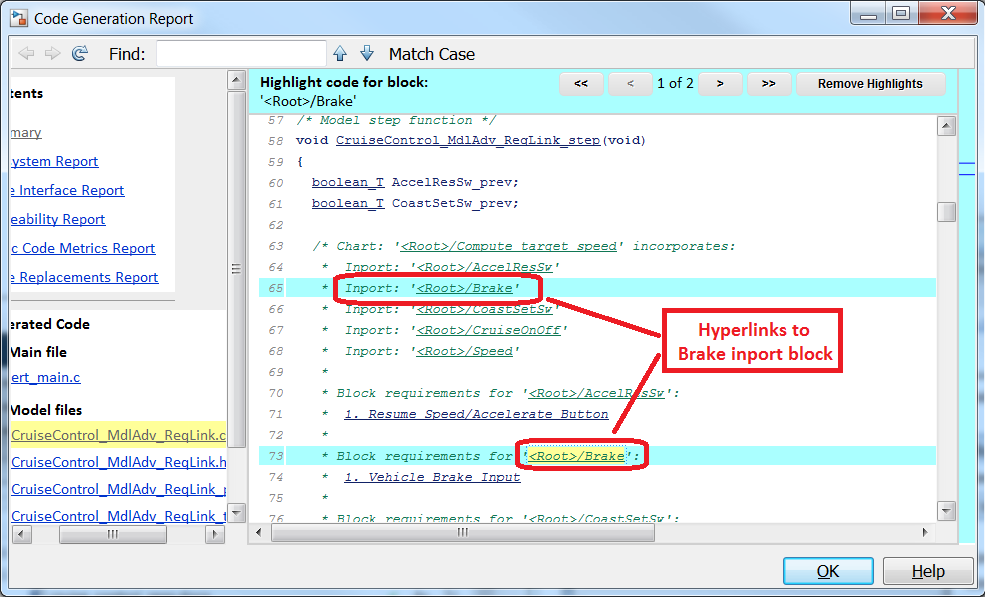 Code Generation Report
Find:
Match Case
tents
mary
ystem Report
e Interface Report
eability Report
c Code Metrics Report
e Replacements Report
erated Code
Main file
ert_main.c
Model files
CruiseControl_MdlAdv_ReqLink.c
CruiseControl_MdlAdv_ReqLink.h
CruiseControl_MdlAdv_ReqLink_
CruiseControl_MdlAdv_ReqLink_t
Highlight code for block:
'<Root>/Brake'
<< < 1 of 2 > >> Remove Highlights
57 /* Model step function */
58 void CruiseControl_MdlAdv_ReqLink_step(void)
59 {
60 boolean_T AccelResSw_prev;
61 boolean_T CoastSetSw_prev;
62
63 /* Chart: '<Root>/Compute target speed' incorporates:
64 * Inport: '<Root>/AccelResSw'
65 * Inport: '<Root>/Brake'
66 * Inport: '<Root>/CoastSetSw'
67 * Inport: '<Root>/CruiseOnOff'
68 * Inport: '<Root>/Speed'
69 *
70 * Block requirements for '<Root>/AccelResSw':
71 * 1. Resume Speed/Accelerate Button
72 *
73 * Block requirements for '<Root>/Brake':
74 * 1. Vehicle Brake Input
75 *
76 * Block requirements for '<Root>/CoastSetSw':
Hyperlinks to
Brake inport block
OK
Help